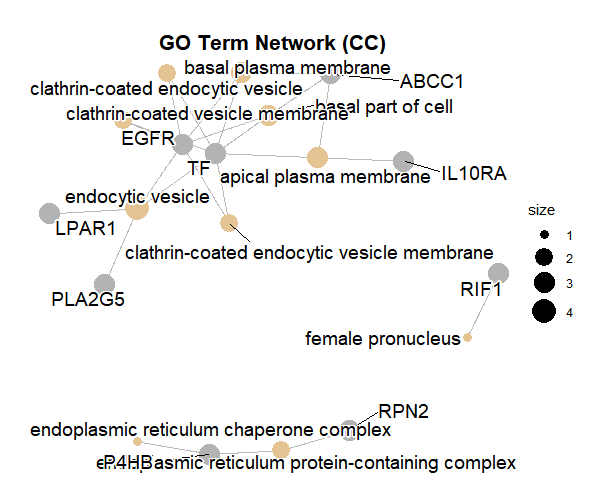 GO Term Network (CC)
basal plasma membrane
ABCC1
clathrin-coated endocytic vesicle
basal part of cell
clathrin-coated vesicle membrane
EGFR
TF
apical plasma membrane
IL10RA
endocytic vesicle
LPAR1
clathrin-coated endocytic vesicle membrane
PLA2G5
RIF1
female pronucleus
size
1
2
3
4
RPN2
endoplasmic reticulum chaperone complex
P4HB
endoplasmic reticulum protein-containing complex